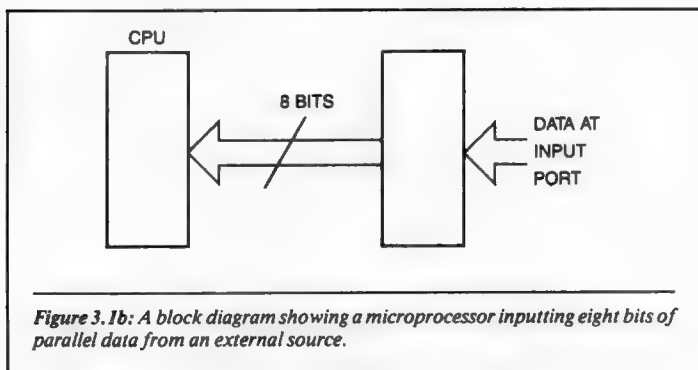 CPU
8 BITS
DATA AT
INPUT
PORT
Figure 3.1b: A block diagram showing a microprocessor inputting eight bits of
parallel data from an external source.